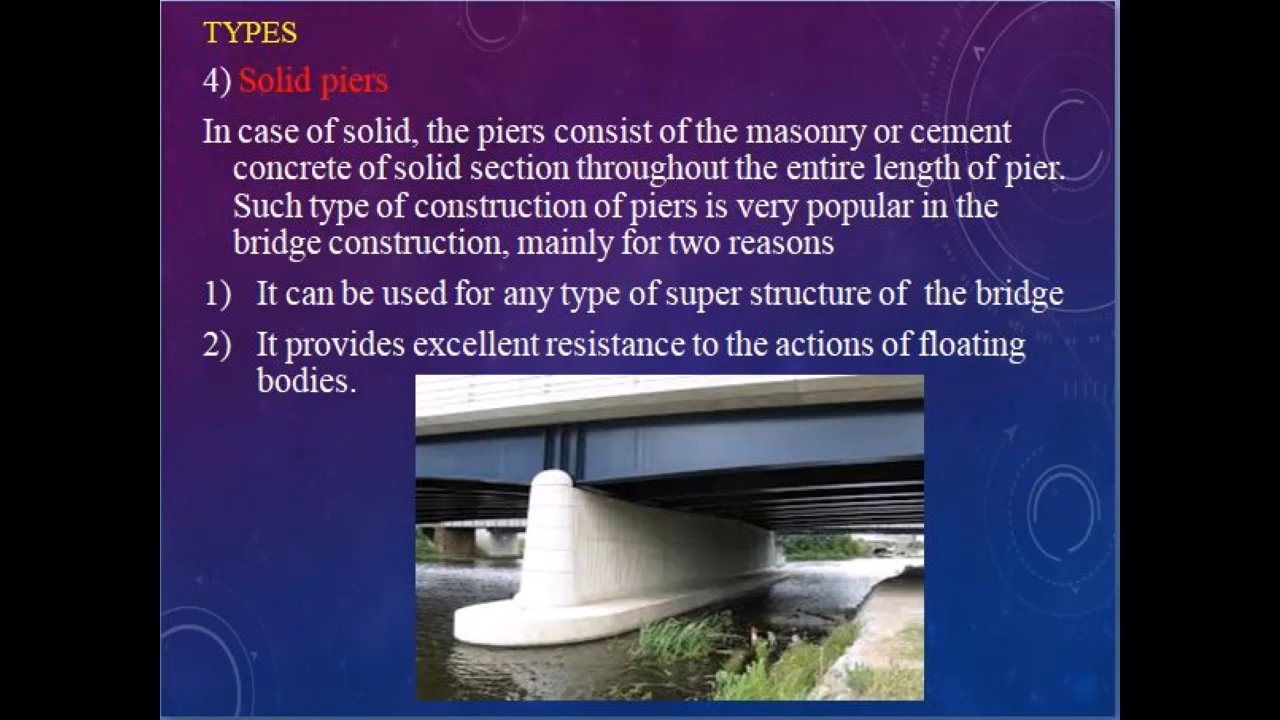 TYPES
4) Solid piers
In case of solid, the piers consist of the masonry or cement
concrete of solid section throughout the entire length of pier.
Such type of construction of piers is very popular in the
bridge construction, mainly for two reasons
1) It can be used for any type of super structure of the bridge
2) It provides excellent resistance to the actions of floating
bodies.